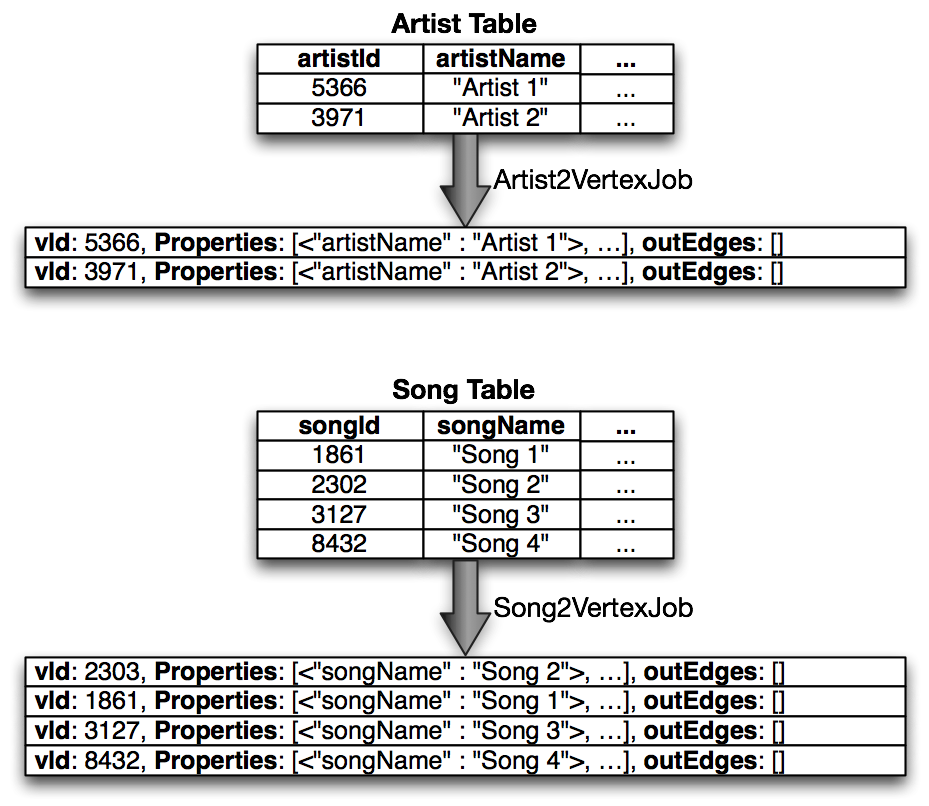 Artist Table
artistId artistName ...
5366 "Artist 1" ...
3971 "Artist 2" ...
Artist2VertexJob
vId: 5366, Properties: [<"artistName" : "Artist 1">, ...], outEdges: []
vId: 3971, Properties: [<"artistName" : "Artist 2">, ...], outEdges: []
Song Table
songId songName ...
1861 "Song 1" ...
2302 "Song 2" ...
3127 "Song 3" ...
8432 "Song 4" ...
Song2VertexJob
vId: 2303, Properties: [<"songName" : "Song 2">, ...], outEdges: []
vId: 1861, Properties: [<"songName" : "Song 1">, ...], outEdges: []
vId: 3127, Properties: [<"songName" : "Song 3">, ...], outEdges: []
vId: 8432, Properties: [<"songName" : "Song 4">, ...], outEdges: []